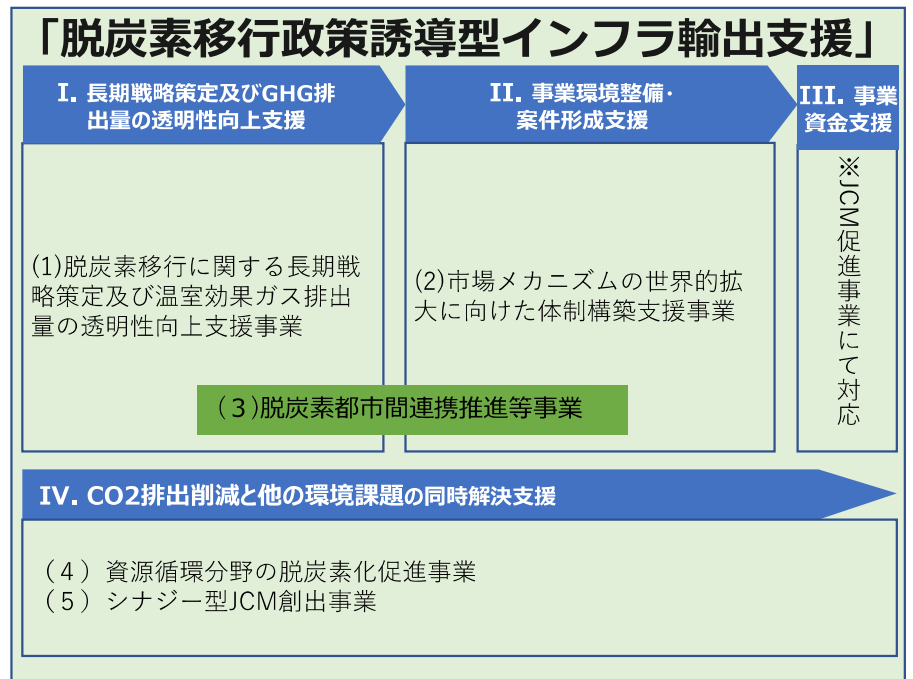 「脱炭素移行政策誘導型インフラ輸出支援」
I. 長期戦略策定及びGHG排
出量の透明性向上支援
II. 事業環境整備・
案件形成支援
III. 事業
資金支援
(1)脱炭素移行に関する長期戦
略策定及び温室効果ガス排出
量の透明性向上支援事業
(2)市場メカニズムの世界的拡
大に向けた体制構築支援事業
※JCM促進事業にて対応
（３)脱炭素都市間連携推進等事業
IV. CO2排出削減と他の環境課題の同時解決支援
（４）資源循環分野の脱炭素化促進事業
（５）シナジー型JCM創出事業